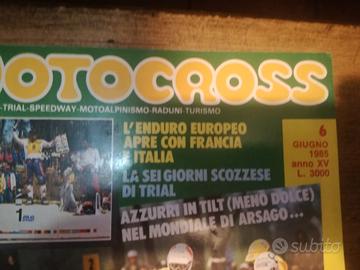 MOTOCROSS
-TRIAL-SPEEDWAY-MOTOALPINISMO-RADUNI-TURISMO
L'ENDURO EUROPEO
APRE CON FRANCIA
E ITALIA
LA SEI GIORNI SCOZZESE
DI TRIAL
AZZURRI IN TILT (MENO DOLCE)
NEL MONDIALE DI ARSAGO...
6
GIUGNO
1985
anno XV
L. 3000
subito